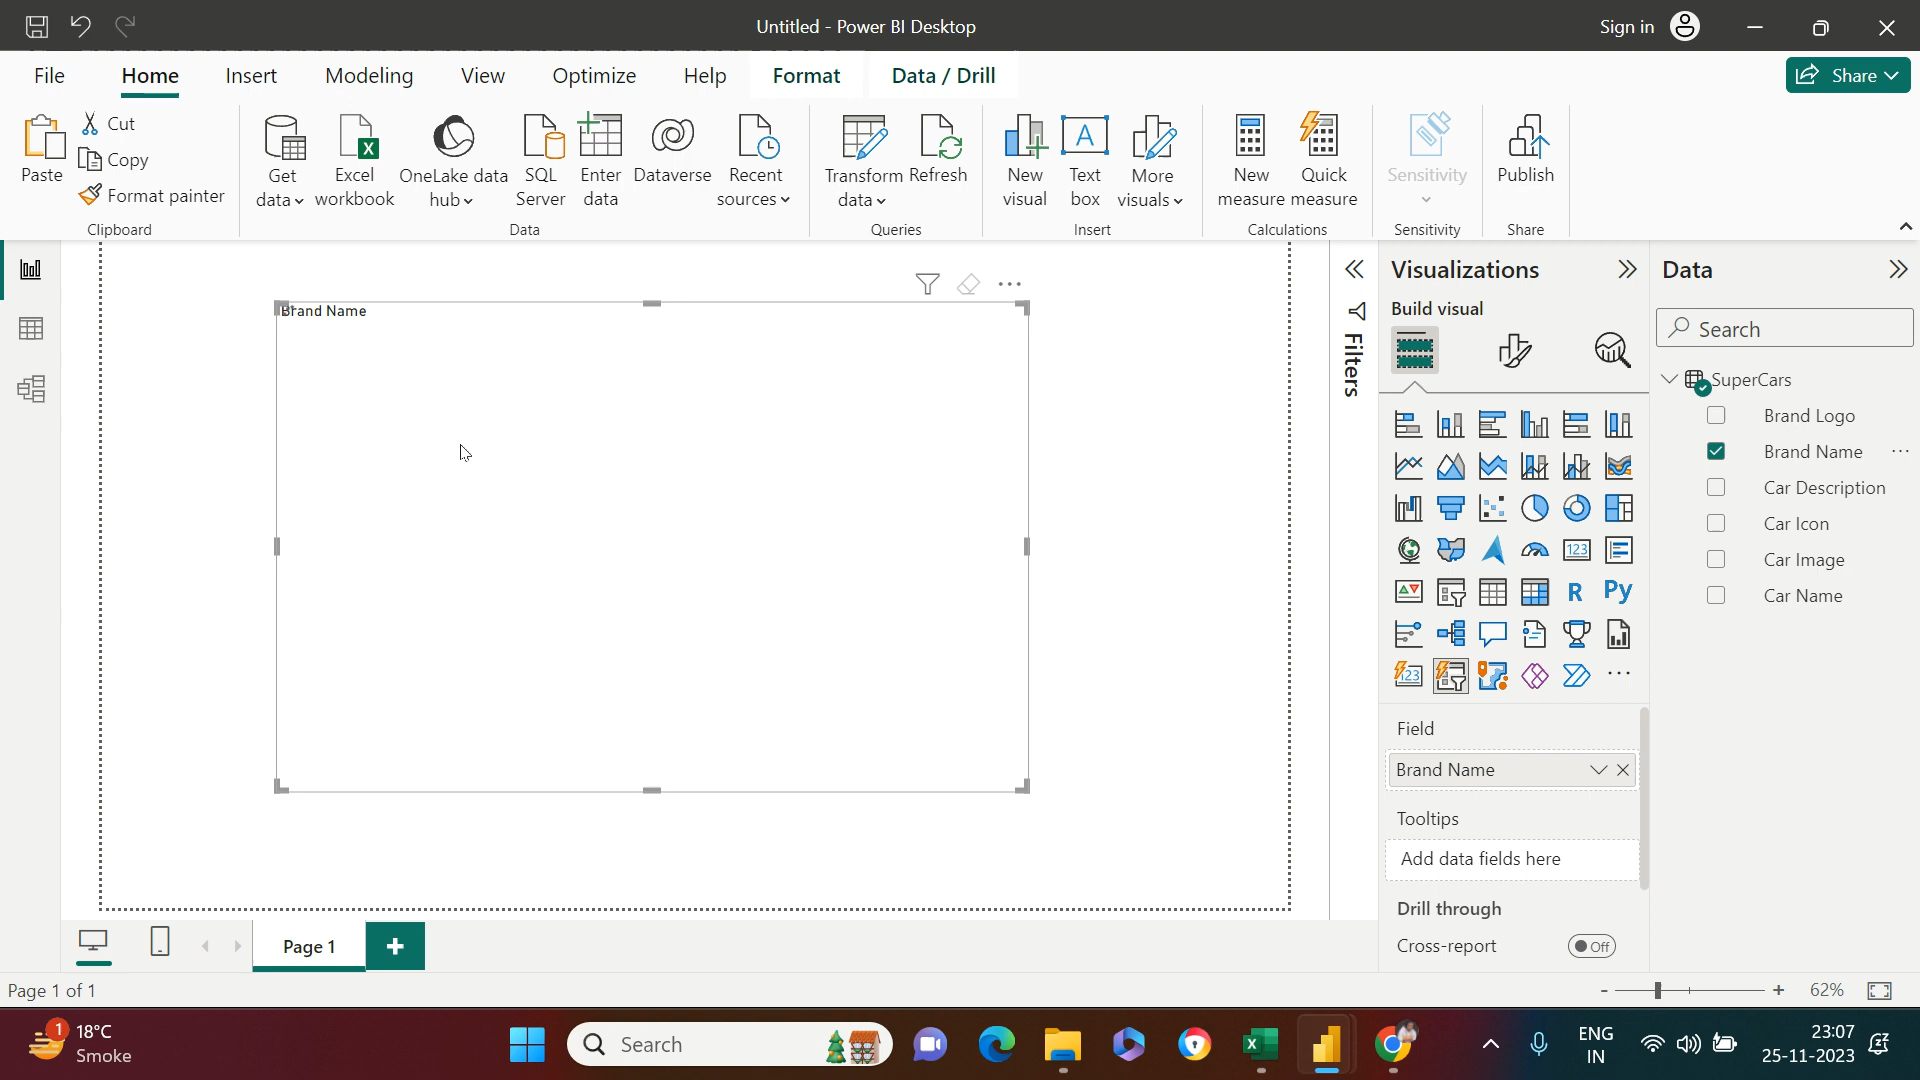 Untitled - Power BI Desktop
Sign in
File Home Insert Modeling View Optimize Help Format Data / Drill
Share
Paste
Cut
Copy
Format painter
Clipboard
Get data
Excel workbook
OneLake data hub
SQL Server
Enter data
Dataverse
Recent sources
Data
Transform data
Refresh
Queries
New visual
A
Text box
More visuals
Insert
New measure
Quick measure
Calculations
Sensitivity
Sensitivity
Publish
Share
Brand Name
Filters
Visualizations
Build visual
123
R
Py
123
Field
Brand Name
Tooltips
Add data fields here
Drill through
Cross-report
Off
Data
Search
SuperCars
Brand Logo
Brand Name
Car Description
Car Icon
Car Image
Car Name
Page 1
+
Page 1 of 1
- + 62%
1
18°C
Smoke
Search
X
ENG
IN
23:07
25-11-2023